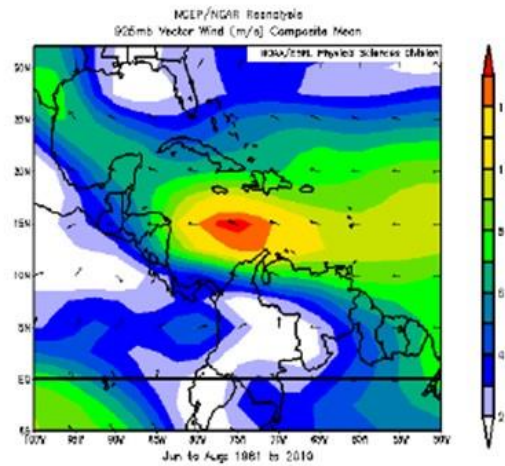 NCEP/NCAR Reanalysis
925mb Vector Wind (m/s) Composite Mean
NOAA/ESRL Physical Sciences Division
30N
25N
20N
15N
10N
5N
EQ
5S
100W 95W 90W 85W 80W 75W 70W 65W 60W 55W 50W
Jun to Aug: 1981 to 2010